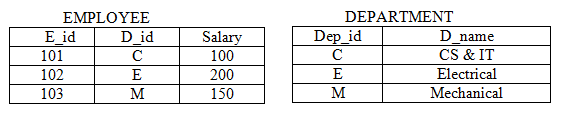 EMPLOYEE
E_id D_id Salary
101 C 100
102 E 200
103 M 150
DEPARTMENT
Dep_id D_name
C CS & IT
E Electrical
M Mechanical